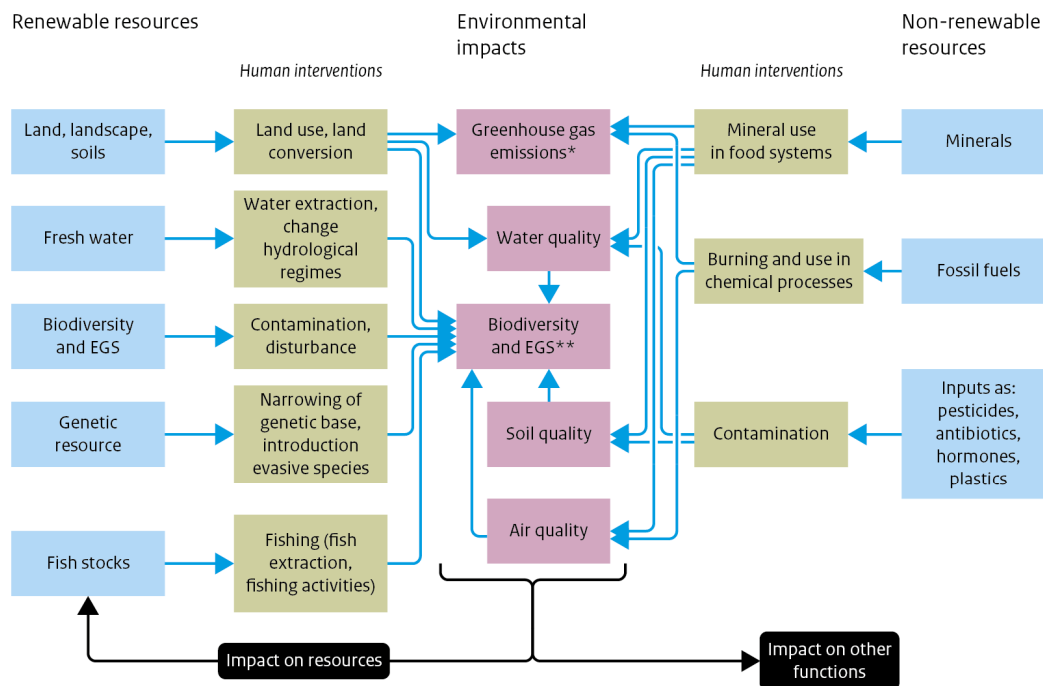 Renewable resources
Environmental
impacts
Non-renewable
resources
Human interventions
Human interventions
Land, landscape,
soils
Land use, land
conversion
Greenhouse gas
emissions*
Mineral use
in food systems
Minerals
Fresh water
Water extraction,
change
hydrological
regimes
Water quality
Burning and use in
chemical processes
Fossil fuels
Biodiversity
and EGS
Contamination,
disturbance
Biodiversity
and EGS**
Genetic
resource
Narrowing of
genetic base,
introduction
evasive species
Soil quality
Contamination
Inputs as:
pesticides,
antibiotics,
hormones,
plastics
Fish stocks
Fishing (fish
extraction,
fishing activities)
Air quality
Impact on resources
Impact on other
functions